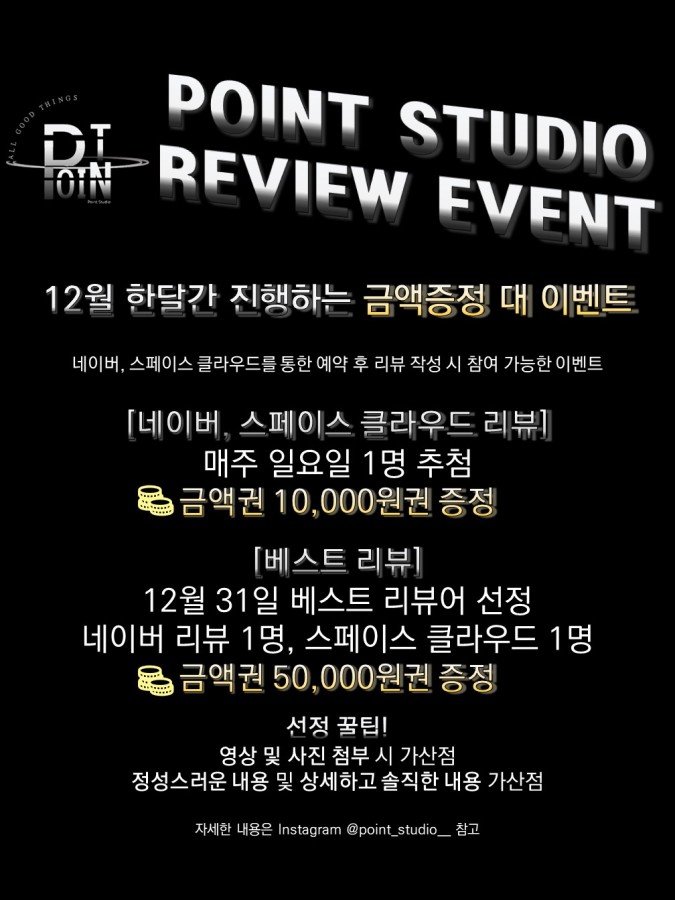 ALL GOOD THINGS
POINT
Point Studio
POINT STUDIO
REVIEW EVENT
12월 한달간 진행하는 금액증정 대 이벤트
네이버, 스페이스 클라우드를 통한 예약 후 리뷰 작성 시 참여 가능한 이벤트
[네이버, 스페이스 클라우드 리뷰]
매주 일요일 1명 추첨
금액권 10,000원권 증정
[베스트 리뷰]
12월 31일 베스트 리뷰어 선정
네이버 리뷰 1명, 스페이스 클라우드 1명
금액권 50,000원권 증정
선정 꿀팁!
영상 및 사진 첨부 시 가산점
정성스러운 내용 및 상세하고 솔직한 내용 가산점
자세한 내용은 Instagram @point_studio__ 참고